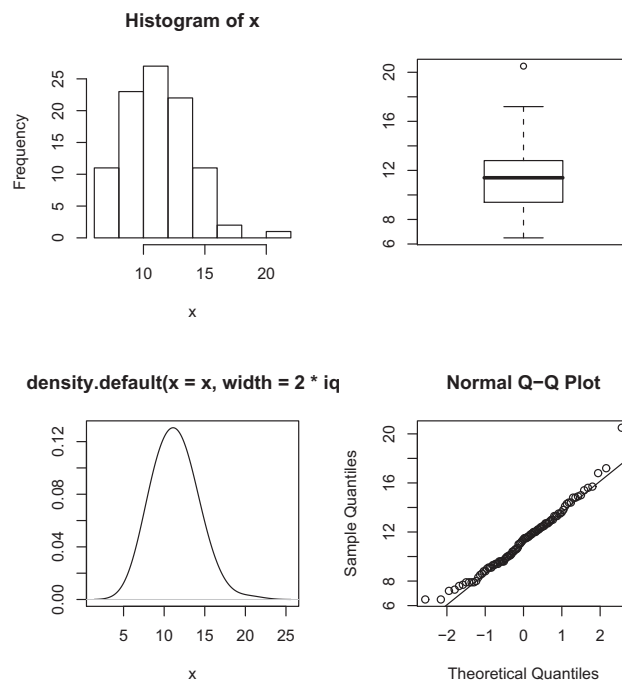 Histogram of x
Frequency
0 5 10 15 20 25
10 15 20
x
6 8 12 16 20
density.default(x = x, width = 2 * iq
0.00 0.04 0.08 0.12
5 10 15 20 25
x
Normal Q−Q Plot
Sample Quantiles
6 8 12 16 20
−2 −1 0 1 2
Theoretical Quantiles